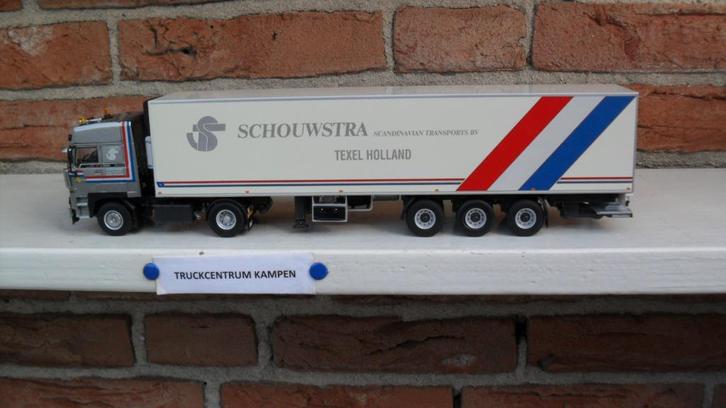 SCHOUWSTRA SCANDINAVIAN TRANSPORTS BV
TEXEL HOLLAND
TRUCKCENTRUM KAMPEN